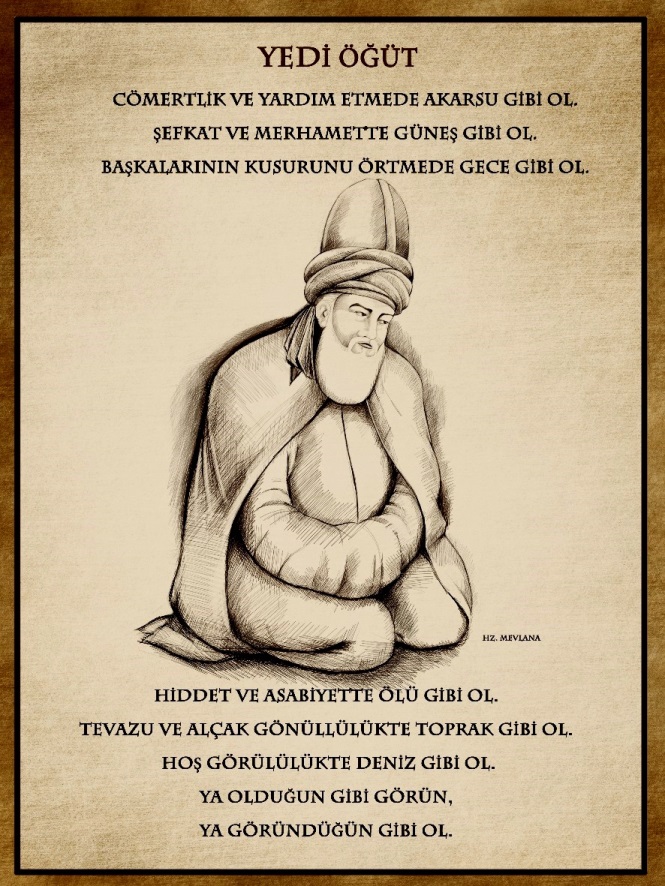 YEDİ ÖĞÜT
CÖMERTLİK VE YARDIM ETMEDE AKARSU GİBİ OL.
ŞEFKAT VE MERHAMETTE GÜNEŞ GİBİ OL.
BAŞKALARININ KUSURUNU ÖRTMEDE GECE GİBİ OL.
HZ. MEVLANA
HİDDET VE ASABİYETTE ÖLÜ GİBİ OL.
TEVAZU VE ALÇAK GÖNÜLLÜLÜKTE TOPRAK GİBİ OL.
HOŞ GÖRÜLÜLÜKTE DENİZ GİBİ OL.
YA OLDUĞUN GİBİ GÖRÜN,
YA GÖRÜNDÜĞÜN GİBİ OL.